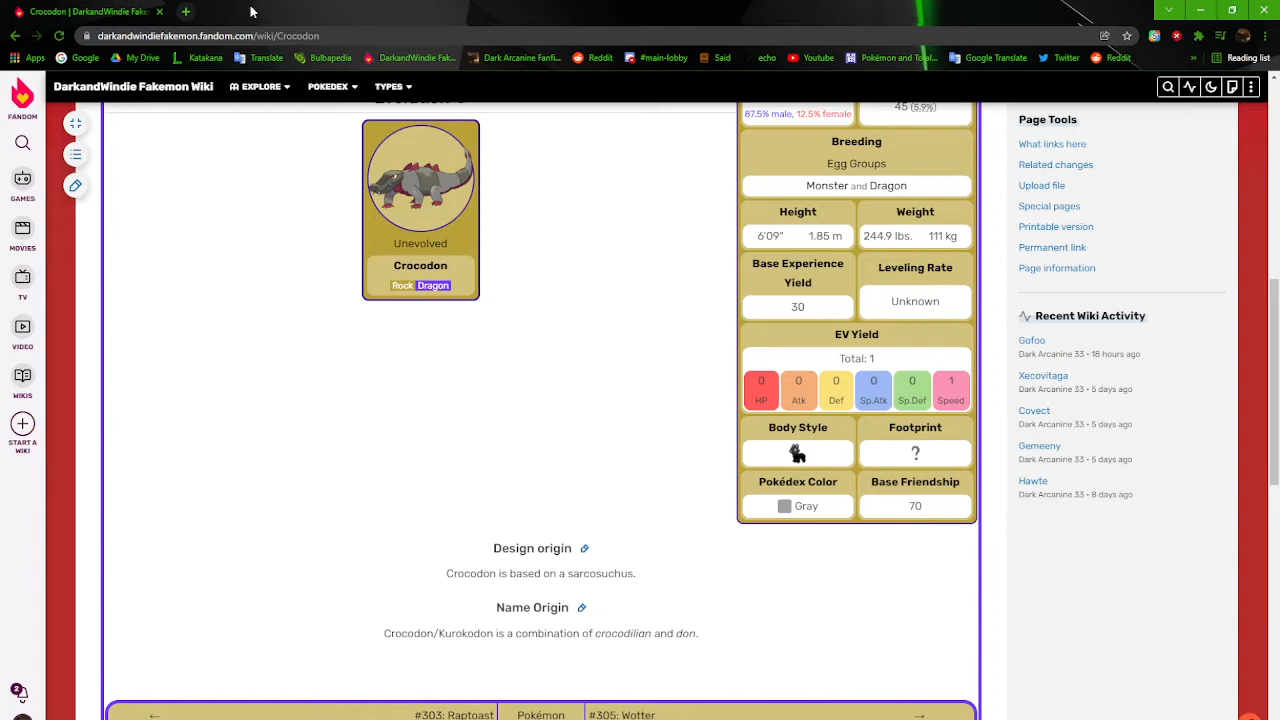 Crocodon | DarkandWindie Fake
darkandwindiefakemon.fandom.com/wiki/Crocodon
Apps Google My Drive Katakana Translate Bulbapedia DarkandWindie Fak... Dark Arcanine Fanfi... Reddit #main-lobby Said echo YouTube Pokémon and Total... Google Translate Twitter Reddit » Reading list
DarkandWindie Fakemon Wiki EXPLORE POKEDEX TYPES
FANDOM
GAMES
MOVIES
TV
VIDEO
WIKIS
START A
WIKI
2
Unevolved
Crocodon
Rock Dragon
87.5% male, 12.5% female
45 (5.9%)
Breeding
Egg Groups
Monster and Dragon
Height Weight
6'09" 1.85 m 244.9 lbs. 111 kg
Base Experience
Yield
Leveling Rate
30
Unknown
EV Yield
Total: 1
0 0 0 0 0 1
HP Atk Def Sp.Atk Sp.Def Speed
Body Style Footprint
?
Pokédex Color Base Friendship
Gray 70
Design origin
Crocodon is based on a sarcosuchus.
Name Origin
Crocodon/Kurokodon is a combination of crocodilian and don.
← #303: Raptoast Pokémon #305: Wotter →
Page Tools
What links here
Related changes
Upload file
Special pages
Printable version
Permanent link
Page information
Recent Wiki Activity
Gofoo
Dark Arcanine 33 • 18 hours ago
Xecovitaga
Dark Arcanine 33 • 5 days ago
Covect
Dark Arcanine 33 • 5 days ago
Gemeeny
Dark Arcanine 33 • 5 days ago
Hawte
Dark Arcanine 33 • 8 days ago